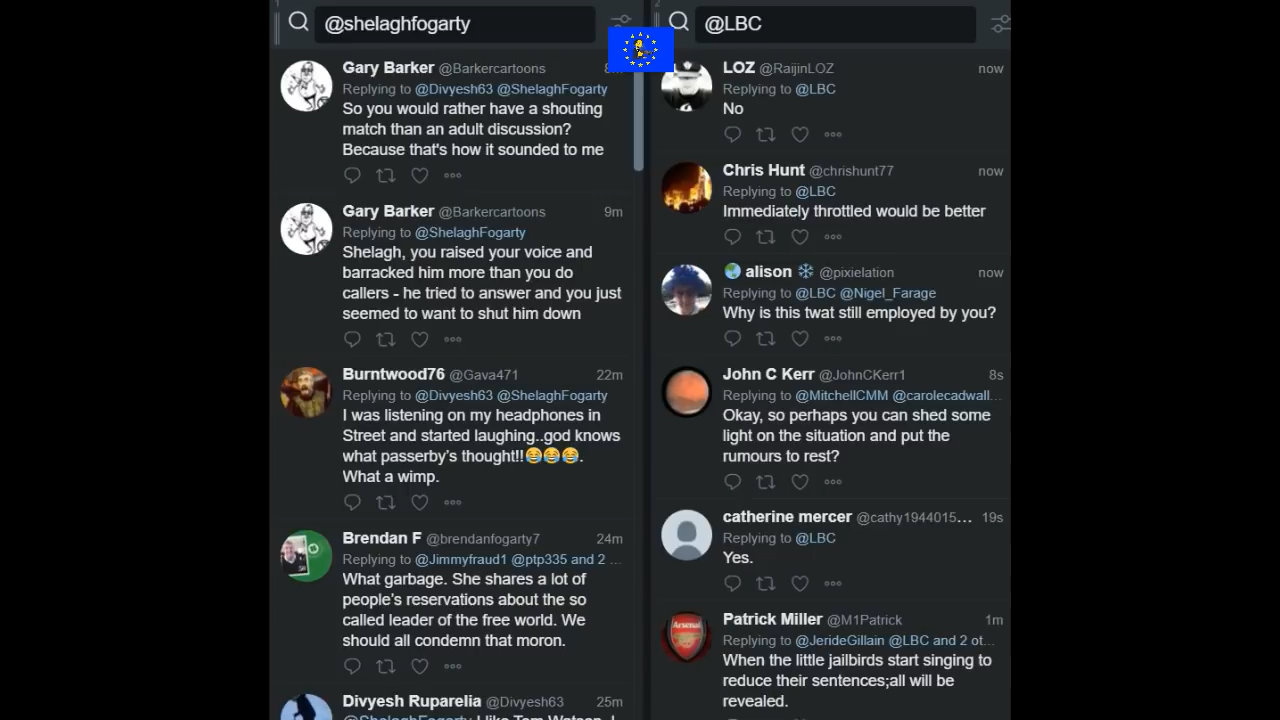 @shelaghfogarty
Gary Barker @Barkercartoons
Replying to @Divyesh63 @ShelaghFogarty
So you would rather have a shouting
match than an adult discussion?
Because that's how it sounded to me
Gary Barker @Barkercartoons 9m
Replying to @ShelaghFogarty
Shelagh, you raised your voice and
barracked him more than you do
callers - he tried to answer and you just
seemed to want to shut him down
Burntwood76 @Gava471 22m
Replying to @Divyesh63 @ShelaghFogarty
I was listening on my headphones in
Street and started laughing..god knows
what passerby's thought!!😂😂😂.
What a wimp.
Brendan F @brendanfogarty7 24m
Replying to @Jimmyfraud1 @ptp335 and 2 ...
What garbage. She shares a lot of
people's reservations about the so
called leader of the free world. We
should all condemn that moron.
Divyesh Ruparelia @Divyesh63 25m
@ShelaghFogarty I like Tom Watson. I
@LBC
LOZ @RaijinLOZ now
Replying to @LBC
No
Chris Hunt @chrishunt77 now
Replying to @LBC
Immediately throttled would be better
🌍 alison ❄️ @pixielation now
Replying to @LBC @Nigel_Farage
Why is this twat still employed by you?
John C Kerr @JohnCKerr1 8s
Replying to @MitchellCMM @carolecadwall...
Okay, so perhaps you can shed some
light on the situation and put the
rumours to rest?
catherine mercer @cathy1944015... 19s
Replying to @LBC
Yes.
Patrick Miller @M1Patrick 1m
Replying to @JerideGillain @LBC and 2 ot...
When the little jailbirds start singing to
reduce their sentences;all will be
revealed.